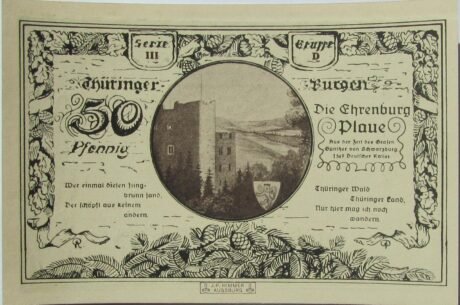 Serie
III
Gruppe
D
Thüringer Burgen
50
Pfennig
Die Ehrenburg
Plaue
Aus der Zeit des Grafen
Günther von Schwarzburg
1349 Deutscher Kaiser
Wer einmal diesen Jung-
brunn fand,
Der schöpft aus keinem
andern.
Thüringer Wald
Thüringer Land,
Nur hier mag ich noch
wandern.
J.P. HIMMER
AUGSBURG